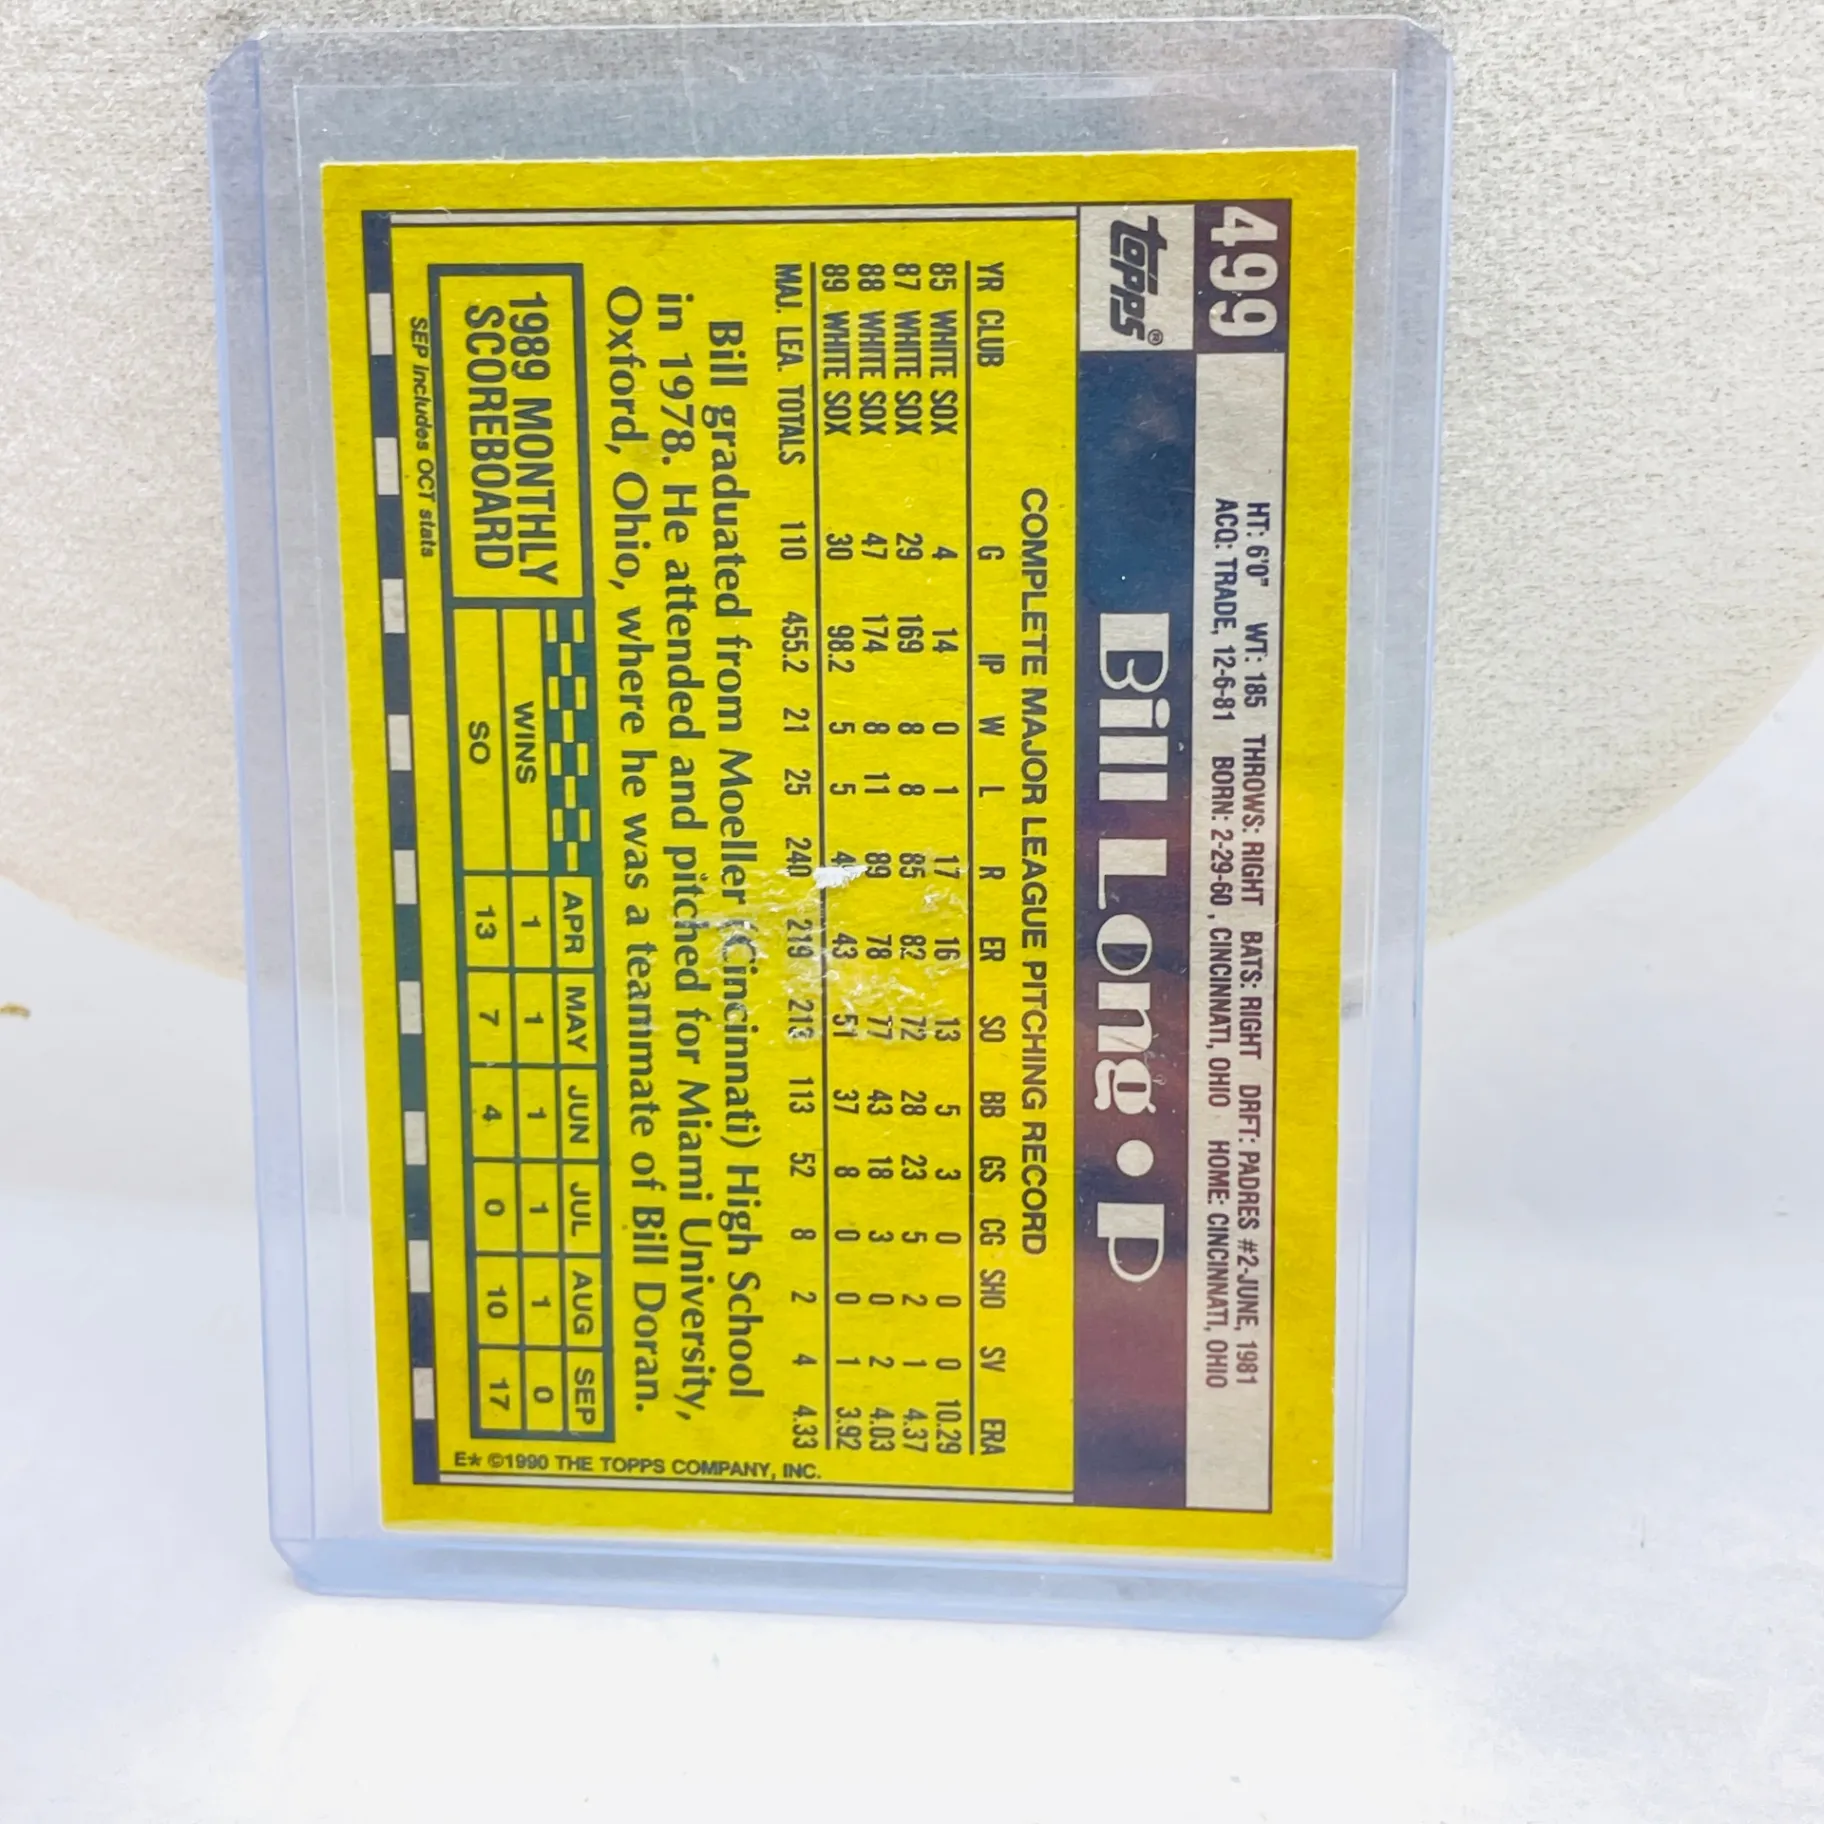 499
HT: 6'0" WT: 185 THROWS: RIGHT BATS: RIGHT DRFT: PADRES #2-JUNE, 1981
ACQ: TRADE, 12-6-81 BORN: 2-29-60, CINCINNATI, OHIO HOME: CINCINNATI, OHIO
Topps® Bill Long • P
COMPLETE MAJOR LEAGUE PITCHING RECORD
YR CLUB G IP W L R ER SO BB GS CG SHO SV ERA
85 WHITE SOX 4 14 0 1 17 16 13 5 3 0 0 0 10.29
87 WHITE SOX 29 169 8 8 85 82 72 28 23 5 2 1 4.37
88 WHITE SOX 47 174 8 11 89 78 77 43 18 3 0 2 4.03
89 WHITE SOX 30 98.2 5 5 43 51 37 8 0 0 1 3.92
MAJ. LEA. TOTALS 110 455.2 21 25 240 219 213 113 52 8 2 4 4.33
Bill graduated from Moeller (Cincinnati) High School
in 1978. He attended and pitched for Miami University,
Oxford, Ohio, where he was a teammate of Bill Doran.
1989 MONTHLY
SCOREBOARD
APR MAY JUN JUL AUG SEP
WINS 1 1 1 1 1 0
SO 13 7 4 0 10 17
SEP includes OCT stats
E* ©1990 THE TOPPS COMPANY, INC.